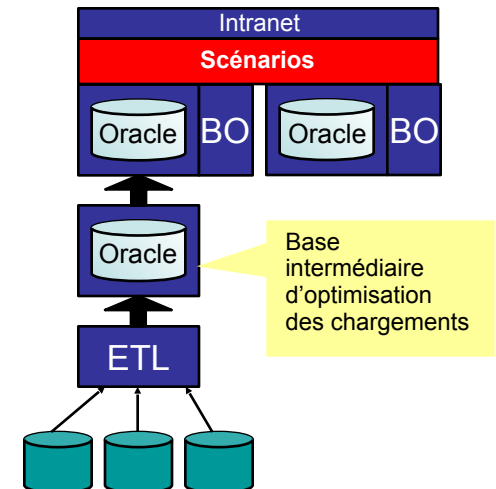 Intranet
Scénarios
Oracle BO Oracle BO
Oracle
Base
intermédiaire
d'optimisation
des chargements
ETL